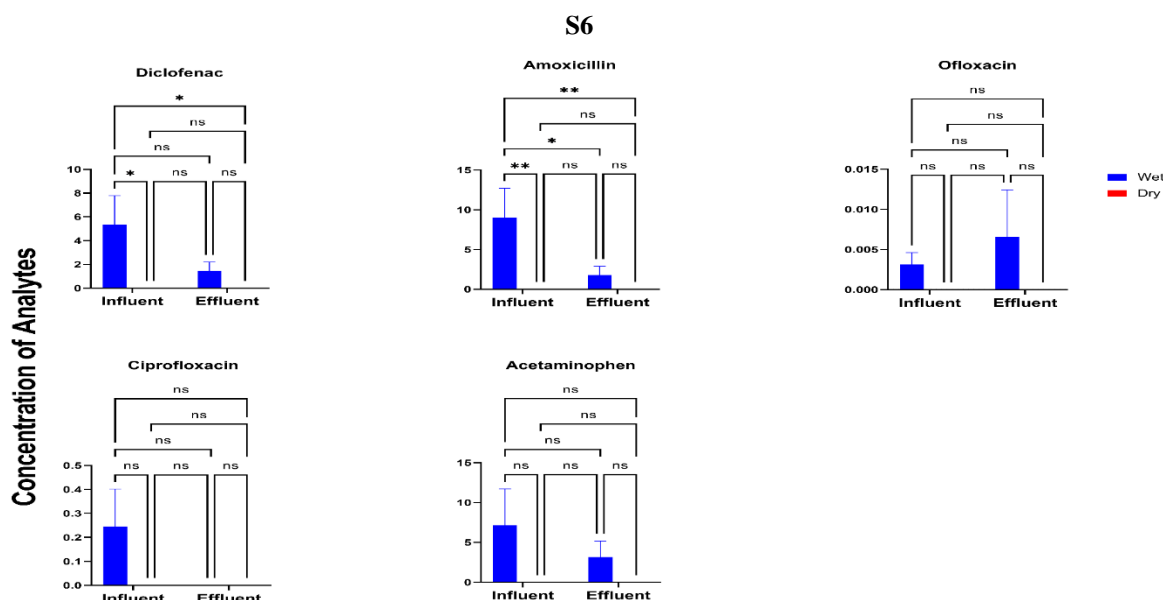 S6
Concentration of Analytes
Diclofenac
*
ns
ns
* ns ns
10
8
6
4
2
0
Influent Effluent
Amoxicillin
**
ns
*
** ns ns
15
10
5
0
Influent Effluent
Ofloxacin
ns
ns
ns
ns ns ns
0.015
0.010
0.005
0.000
Influent Effluent
Wet
Dry
Ciprofloxacin
ns
ns
ns
ns ns ns
0.5
0.4
0.3
0.2
0.1
0.0
Influent Effluent
Acetaminophen
ns
ns
ns
ns ns ns
15
10
5
0
Influent Effluent